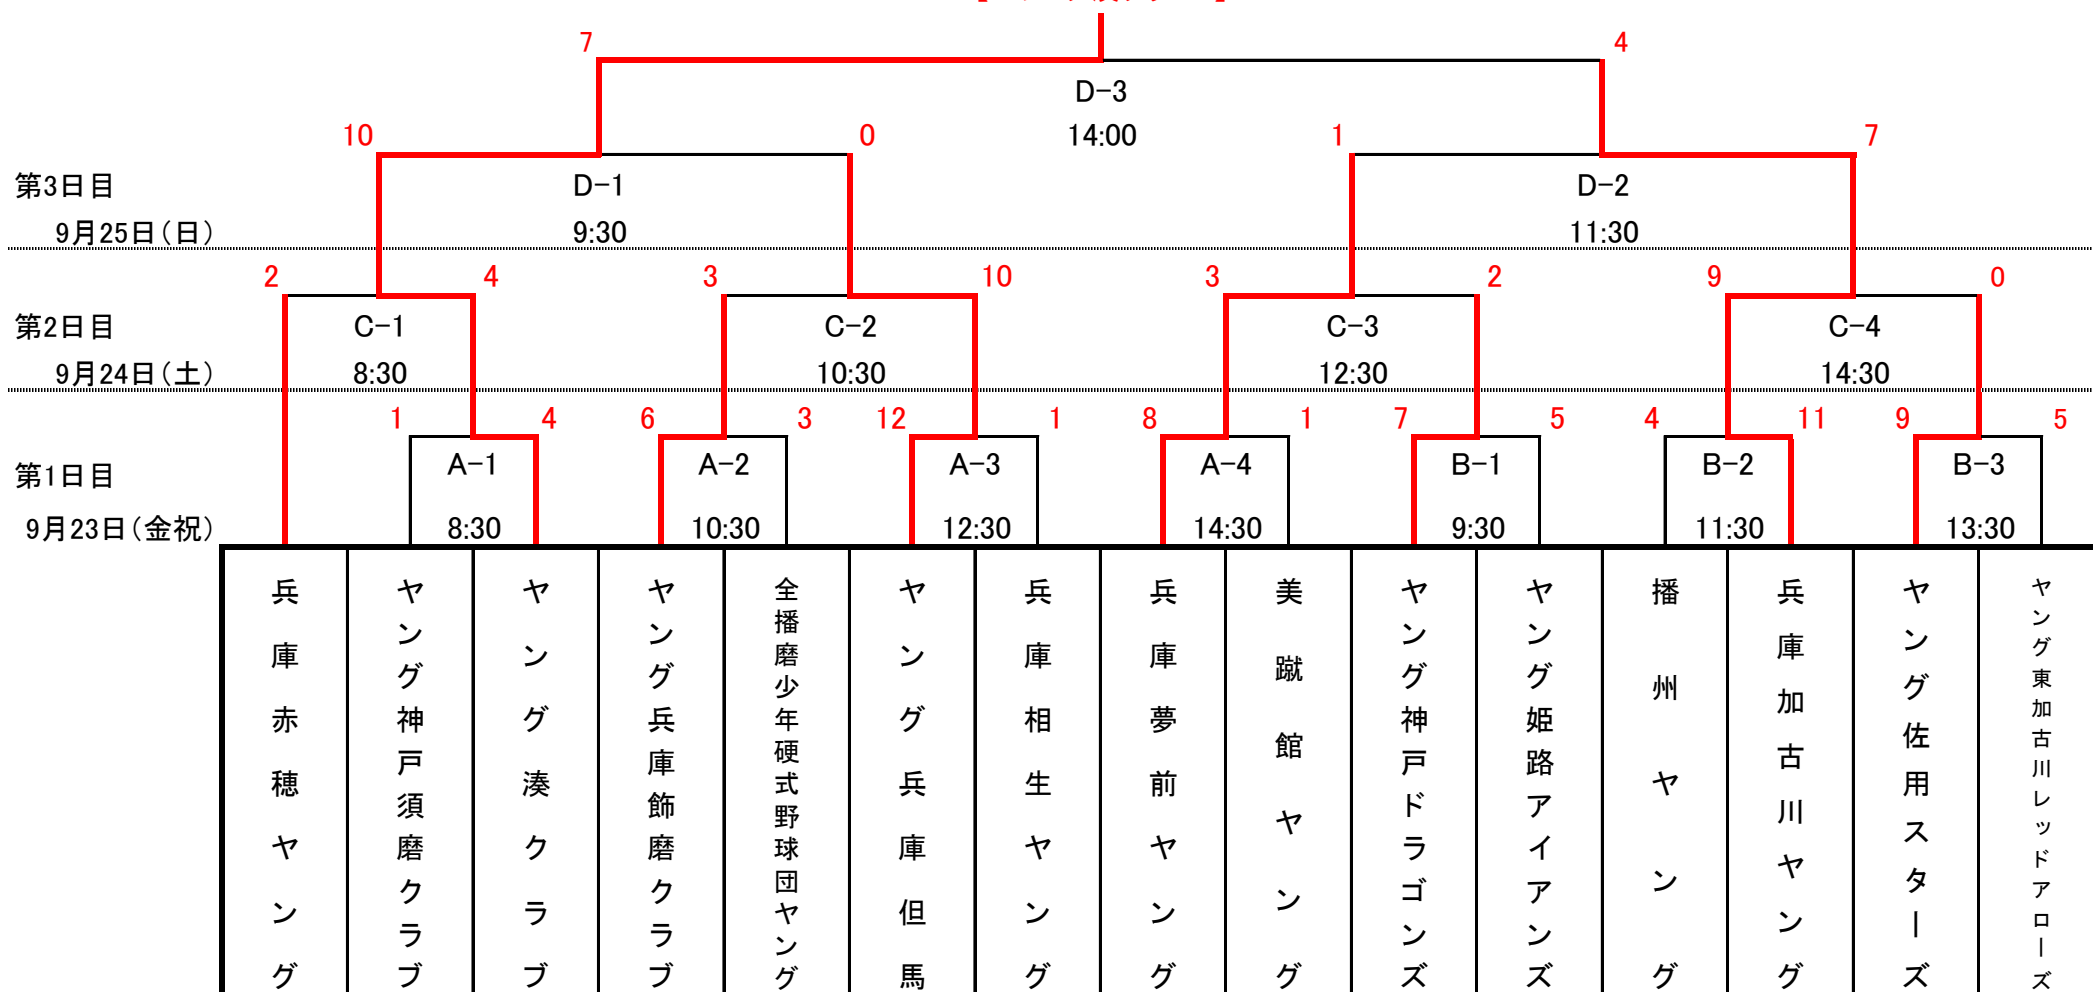 7 4
D-3
10 0 14:00 1 7
第3日目 D-1 D-2
9月25日(日) 9:30 11:30
2 4 3 10 3 2 9 0
第2日目 C-1 C-2 C-3 C-4
9月24日(土) 8:30 10:30 12:30 14:30
1 4 6 3 12 1 8 1 7 5 4 11 9 5
第1日目 A-1 A-2 A-3 A-4 B-1 B-2 B-3
9月23日(金祝) 8:30 10:30 12:30 14:30 9:30 11:30 13:30
兵庫赤穂ヤング
ヤング神戸須磨クラブ
ヤング湊クラブ
ヤング兵庫飾磨クラブ
全播磨少年硬式野球団ヤング
ヤング兵庫但馬
兵庫相生ヤング
兵庫夢前ヤング
美蹴館ヤング
ヤング神戸ドラゴンズ
ヤング姫路アイアンズ
播州ヤング
兵庫加古川ヤング
ヤング佐用スターズ
ヤング東加古川レッドアローズ